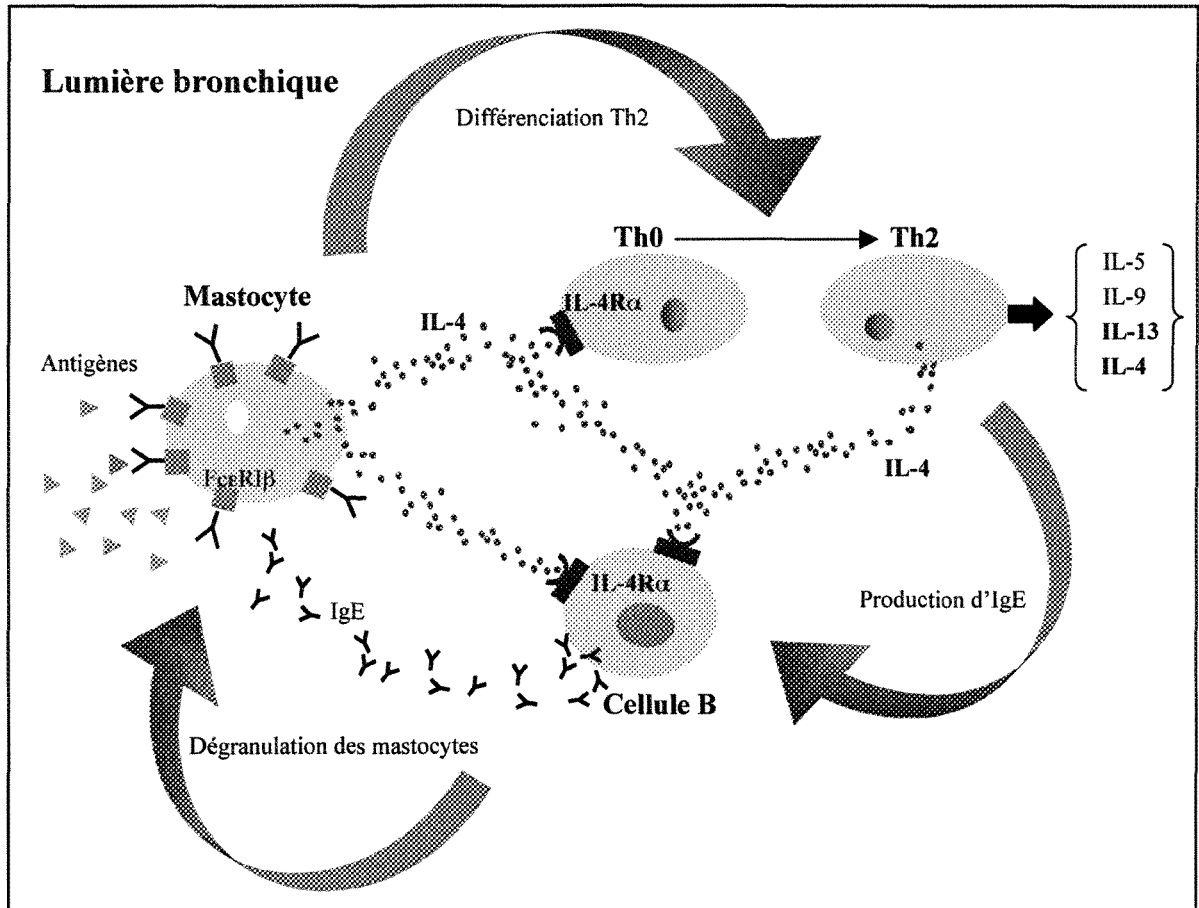 Lumière bronchique
Différenciation Th2
Th0
Th2
IL-5
IL-9
IL-13
IL-4
Mastocyte
IL-4Rα
IL-4
Antigènes
FcεRIβ
IL-4
IL-4Rα
IgE
Production d'IgE
Cellule B
Dégranulation des mastocytes